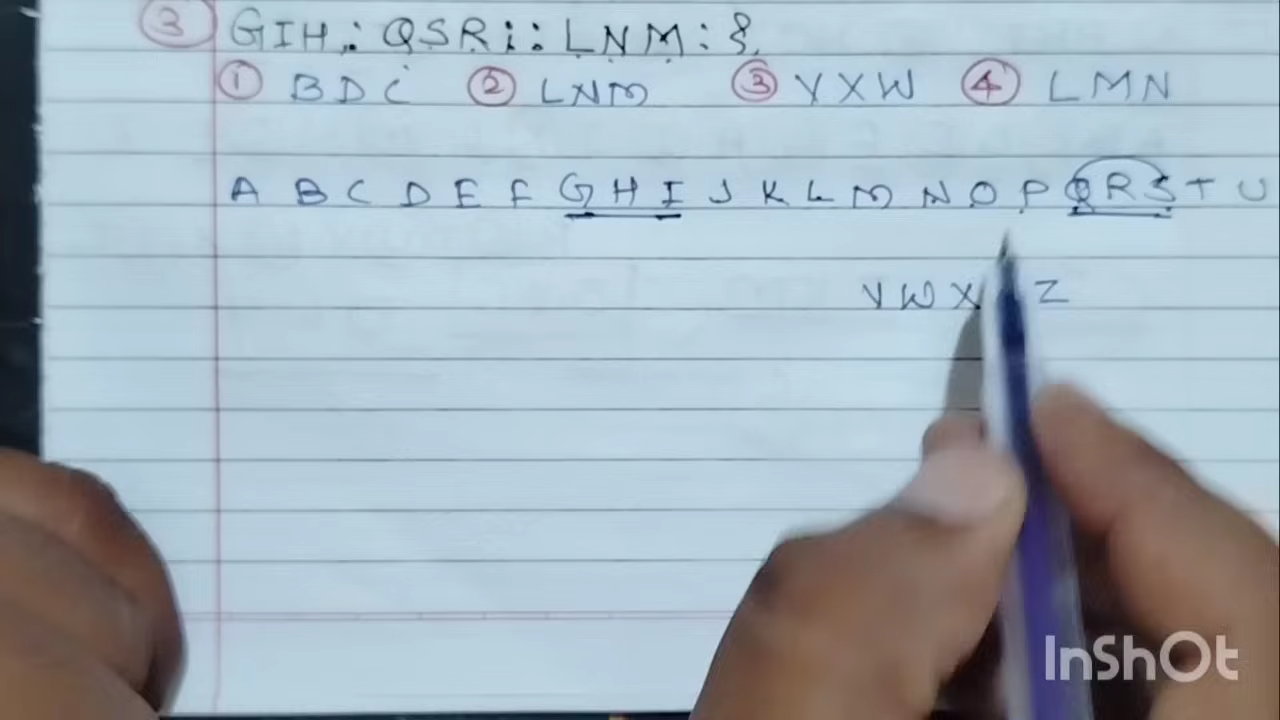 ③ GIH : QSR :: LNM : ?
① BDC ② LNM ③ YXW ④ LMN
A B C D E F G H I J K L M N O P Q R S T U
V W X Z
InShOt